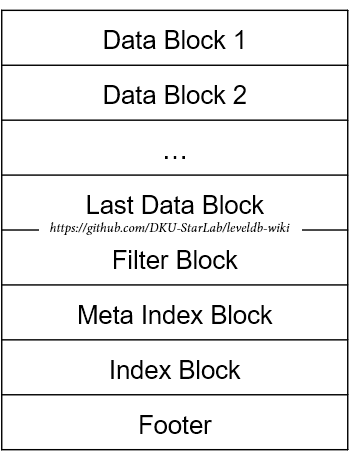 Data Block 1
Data Block 2
...
Last Data Block
https://github.com/DKU-StarLab/leveldb-wiki
Filter Block
Meta Index Block
Index Block
Footer